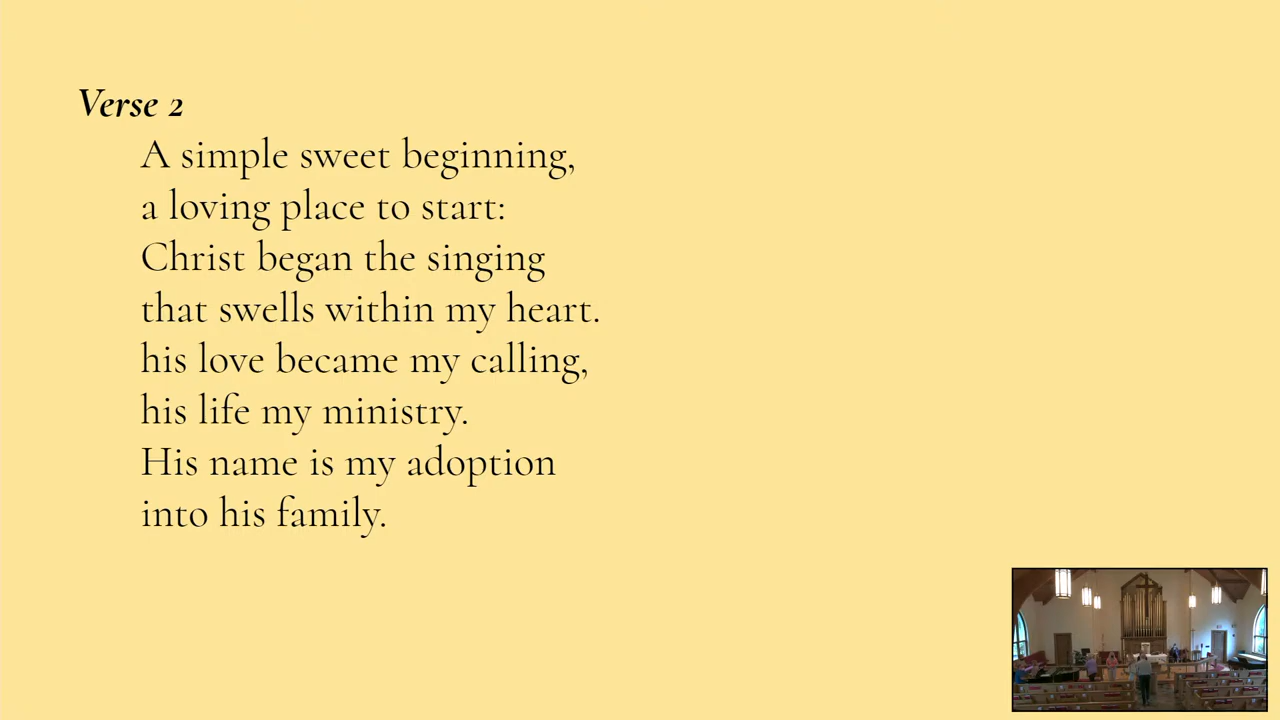 Verse 2
A simple sweet beginning,
a loving place to start:
Christ began the singing
that swells within my heart.
his love became my calling,
his life my ministry.
His name is my adoption
into his family.